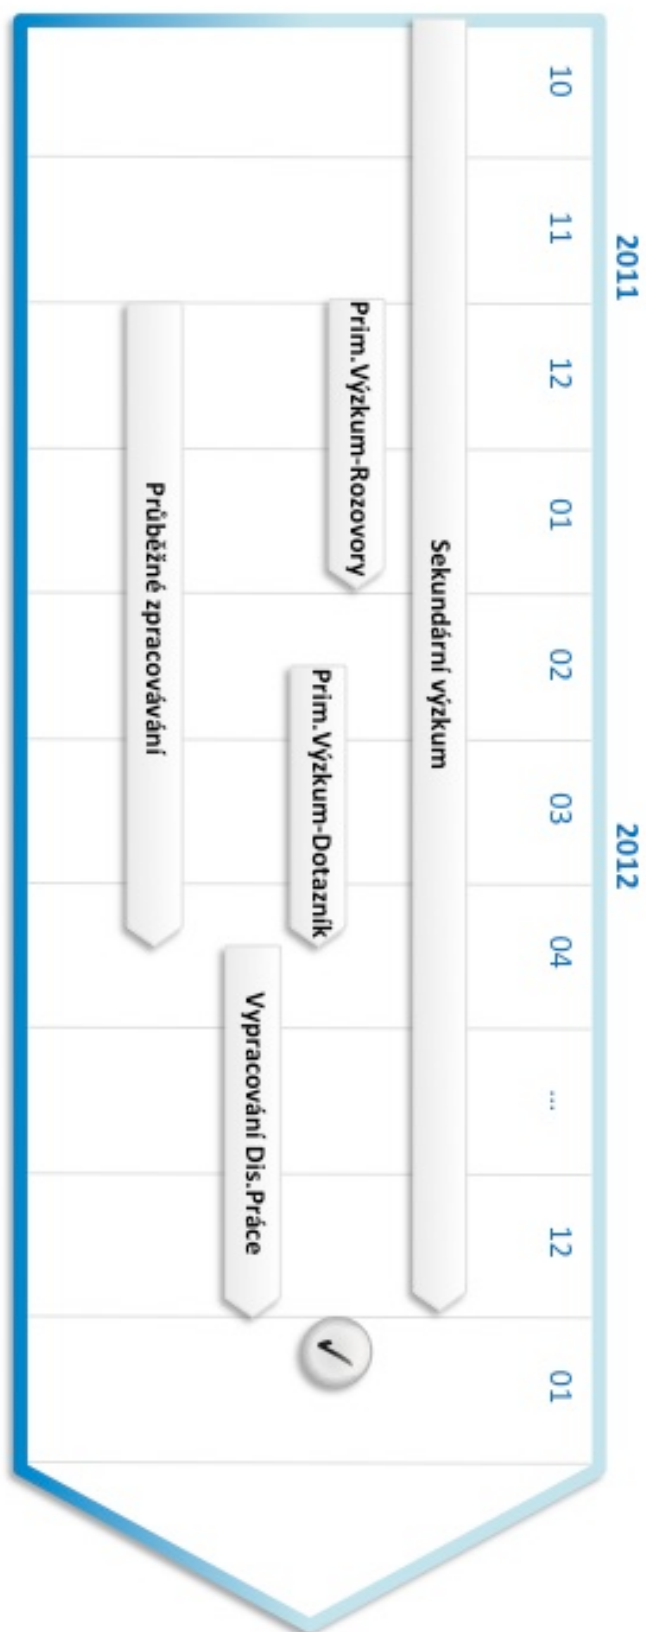 2011
2012
10
11
12
01
02
03
04
...
12
01
Sekundární výzkum
Prim.Výzkum-Rozovory
Prim.Výzkum-Dotazník
Vypracování Dis.Práce
Průběžné zpracovávání